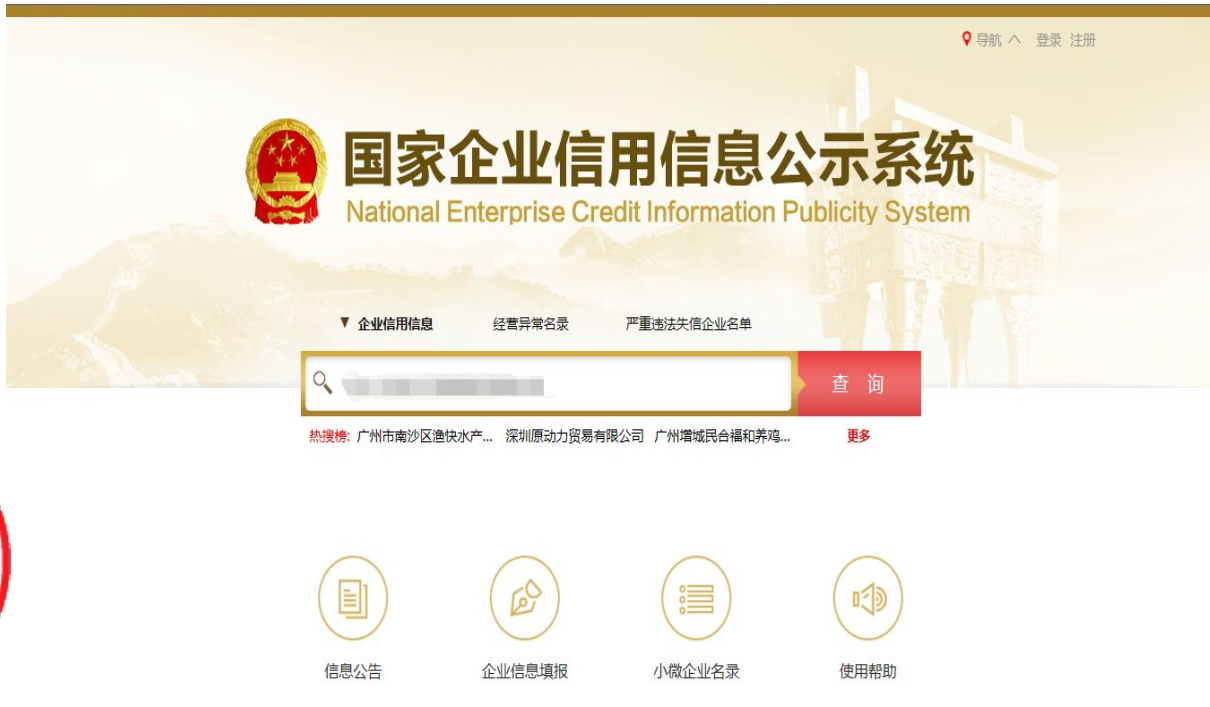 导航 登录 注册
国家企业信用信息公示系统
National Enterprise Credit Information Publicity System
企业信用信息 经营异常名录 严重违法失信企业名单
查 询
热搜榜: 广州市南沙区渔快水产... 深圳原动力贸易有限公司 广州增城民合福和养鸡... 更多
信息公告 企业信息填报 小微企业名录 使用帮助